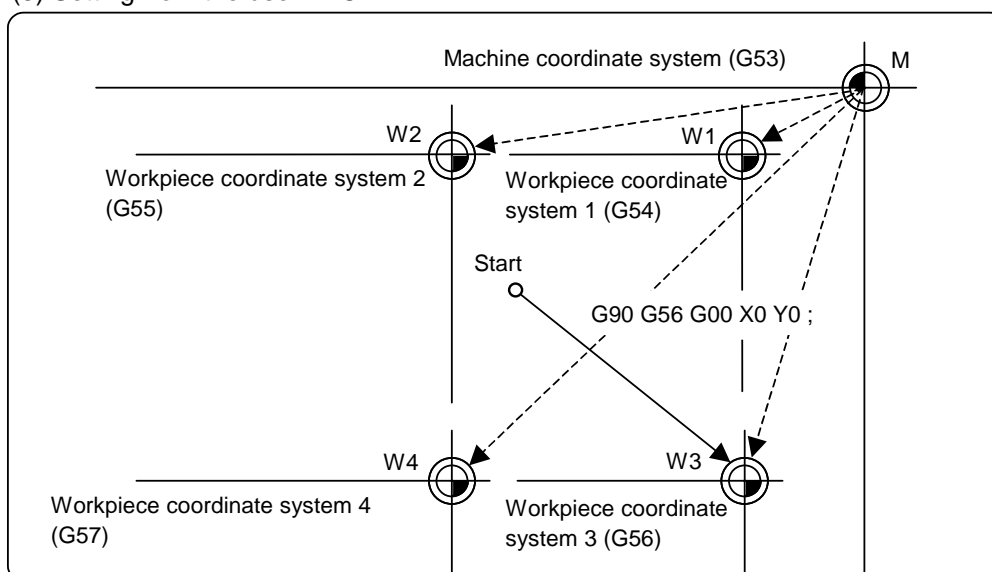 Machine coordinate system (G53)
M
W2
W1
Workpiece coordinate system 2
(G55)
Workpiece coordinate
system 1 (G54)
Start
G90 G56 G00 X0 Y0 ;
W4
W3
Workpiece coordinate system 4
(G57)
Workpiece coordinate
system 3 (G56)